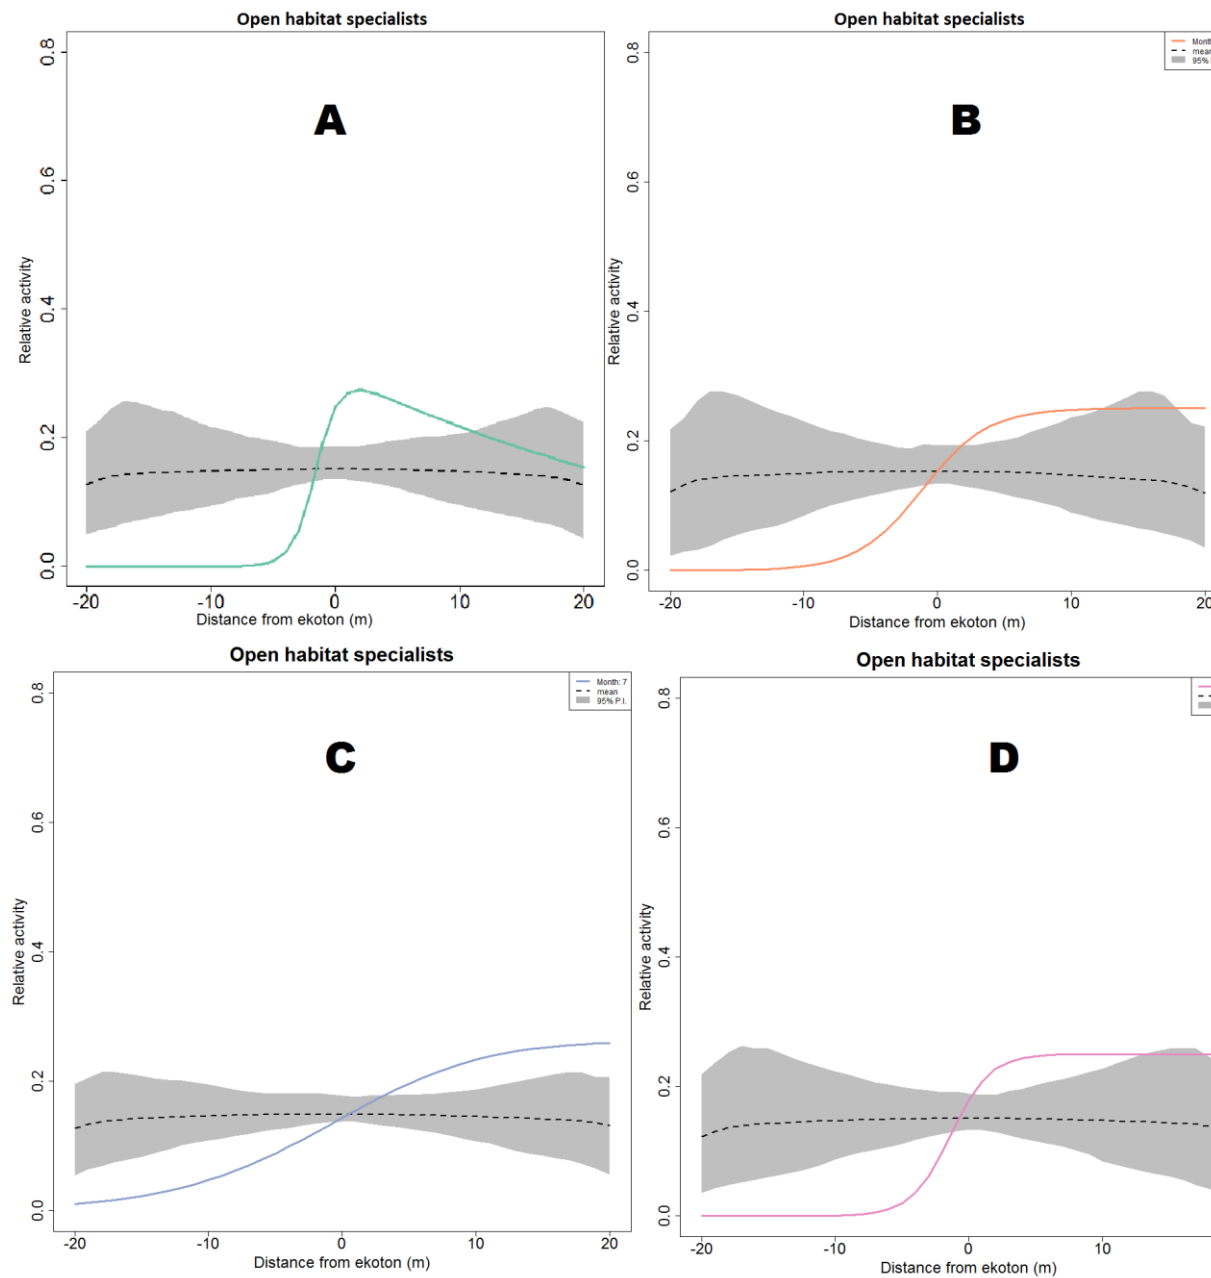 Open habitat specialists
A
Relative activity
0.0
0.2
0.4
0.6
0.8
-20
-10
0
10
20
Distance from ekoton (m)
Open habitat specialists
B
Month
mean
95%
Relative activity
0.0
0.2
0.4
0.6
0.8
-20
-10
0
10
20
Distance from ekoton (m)
Open habitat specialists
C
Month: 7
mean
95% P.I.
Relative activity
0.0
0.2
0.4
0.6
0.8
-20
-10
0
10
20
Distance from ekoton (m)
Open habitat specialists
D
Relative activity
0.0
0.2
0.4
0.6
0.8
-20
-10
0
10
Distance from ekoton (m)